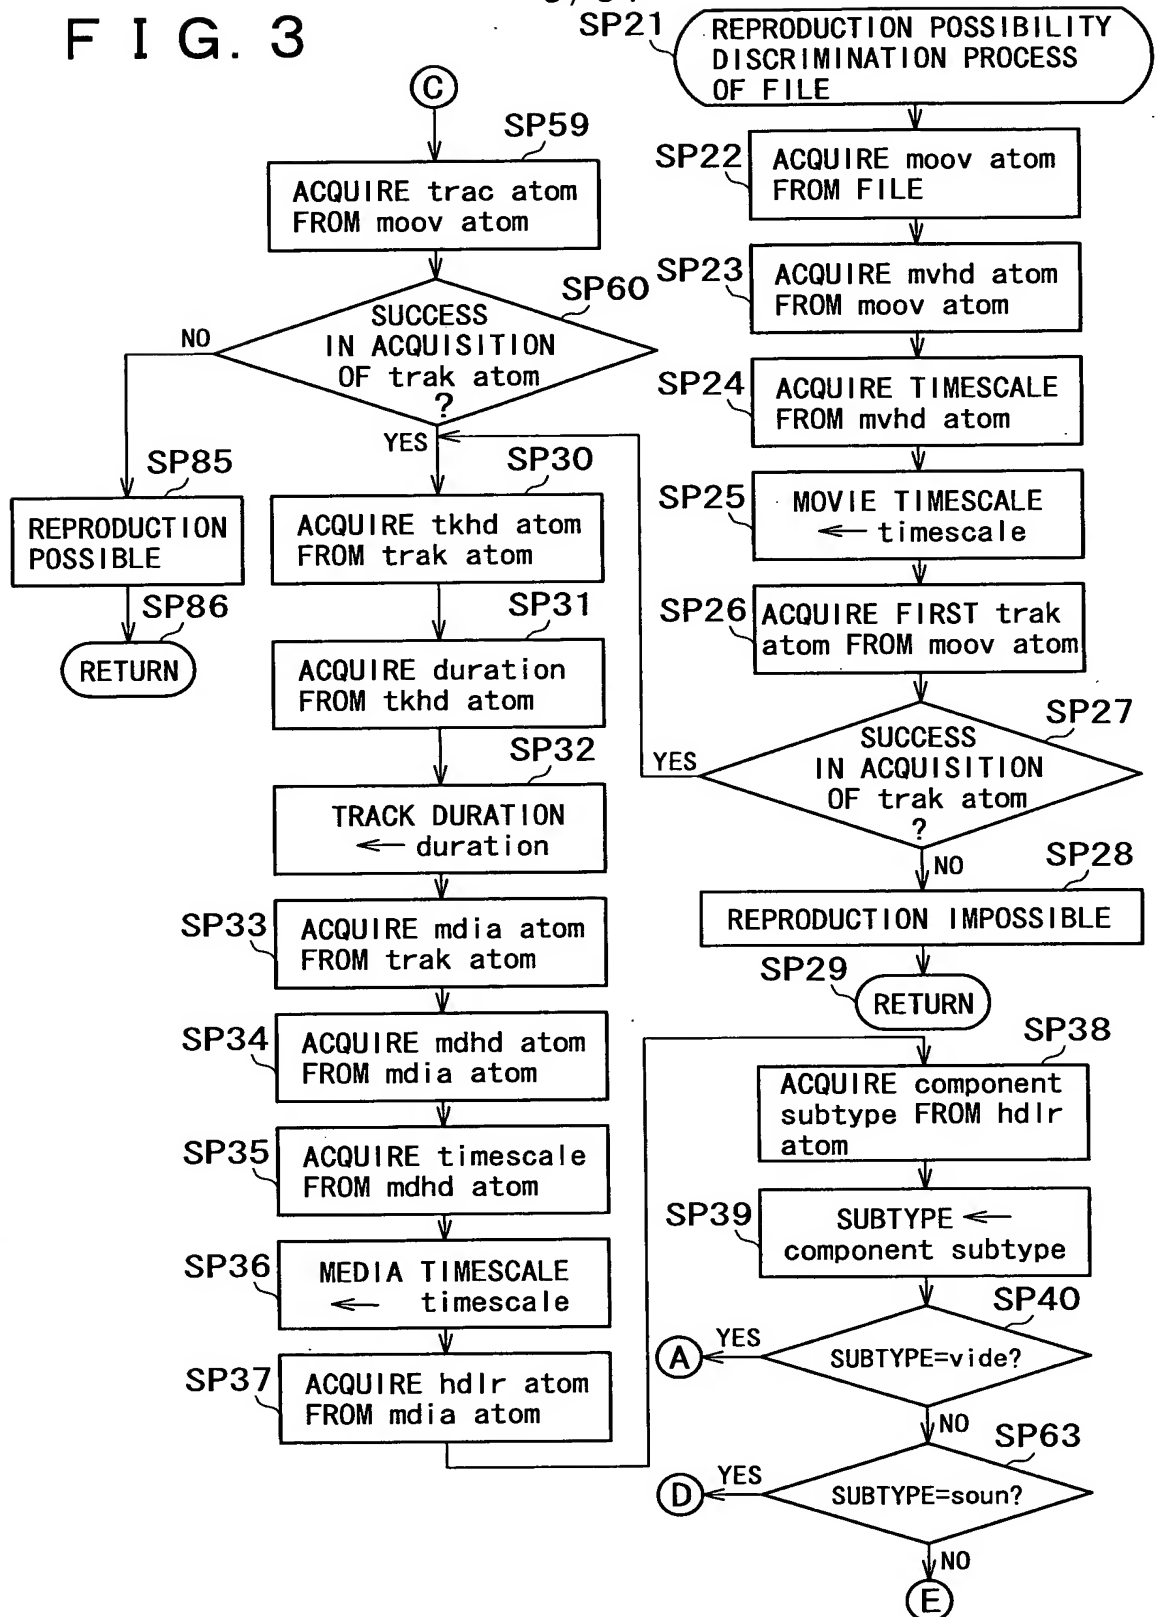 FIG. 3
SP21
REPRODUCTION POSSIBILITY
DISCRIMINATION PROCESS
OF FILE
SP22
ACQUIRE moov atom
FROM FILE
SP23
ACQUIRE mvhd atom
FROM moov atom
SP24
ACQUIRE TIMESCALE
FROM mvhd atom
SP25
MOVIE TIMESCALE
← timescale
SP26
ACQUIRE FIRST trak
atom FROM moov atom
SP27
SUCCESS
IN ACQUISITION
OF trak atom
?
YES
NO
SP28
REPRODUCTION IMPOSSIBLE
SP29
RETURN
C
SP59
ACQUIRE trac atom
FROM moov atom
SP60
SUCCESS
IN ACQUISITION
OF trak atom
?
NO
YES
SP85
REPRODUCTION
POSSIBLE
SP86
RETURN
SP30
ACQUIRE tkhd atom
FROM trak atom
SP31
ACQUIRE duration
FROM tkhd atom
SP32
TRACK DURATION
← duration
SP33
ACQUIRE mdia atom
FROM trak atom
SP34
ACQUIRE mdhd atom
FROM mdia atom
SP35
ACQUIRE timescale
FROM mdhd atom
SP36
MEDIA TIMESCALE
← timescale
SP37
ACQUIRE hdlr atom
FROM mdia atom
SP38
ACQUIRE component
subtype FROM hdlr
atom
SP39
SUBTYPE ←
component subtype
SP40
SUBTYPE=vide?
YES
A
NO
SP63
SUBTYPE=soun?
YES
D
NO
E